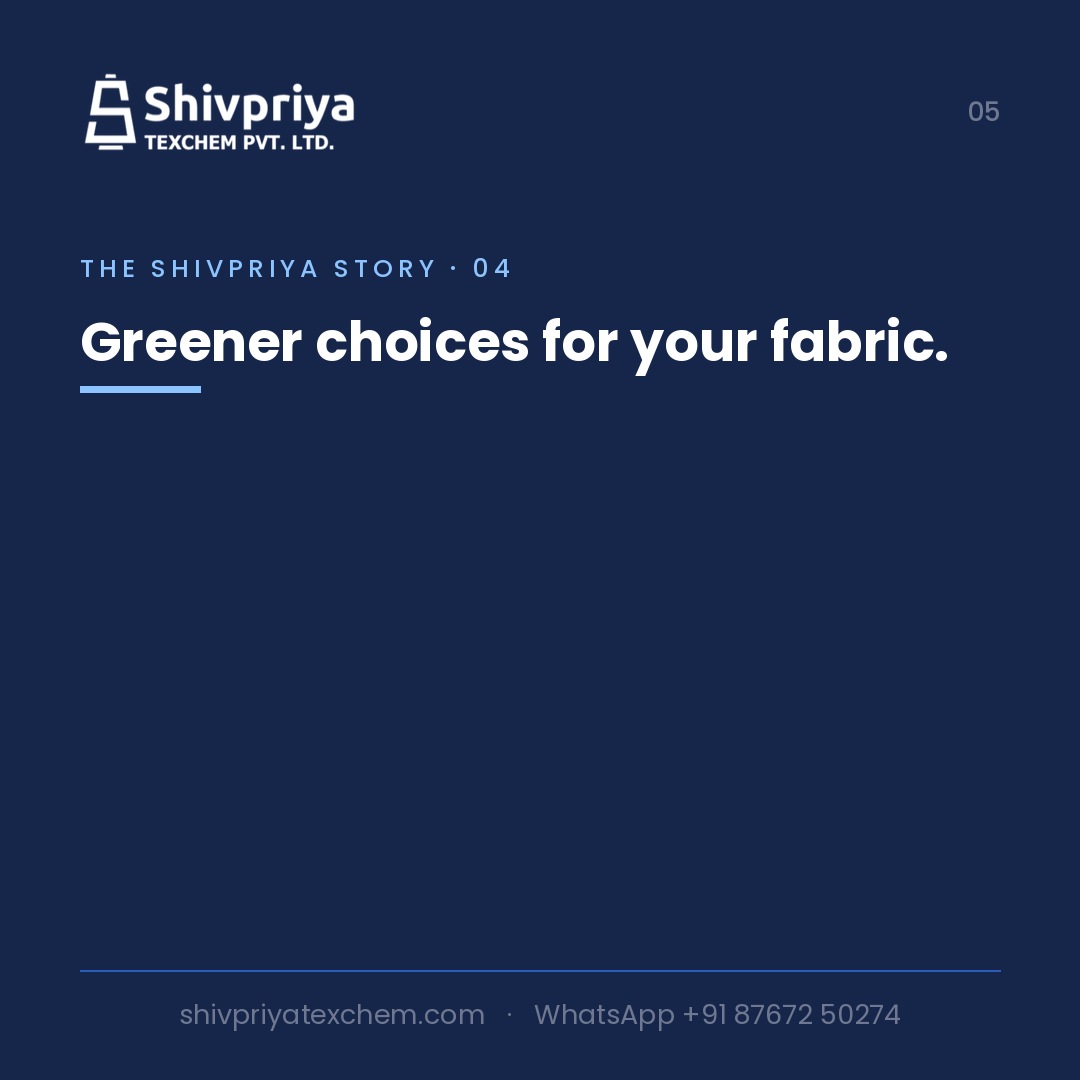 Shivpriya
TEXCHEM PVT. LTD.
05
THE SHIVPRIYA STORY · 04
Greener choices for your fabric.
shivpriyatexchem.com · WhatsApp +91 87672 50274